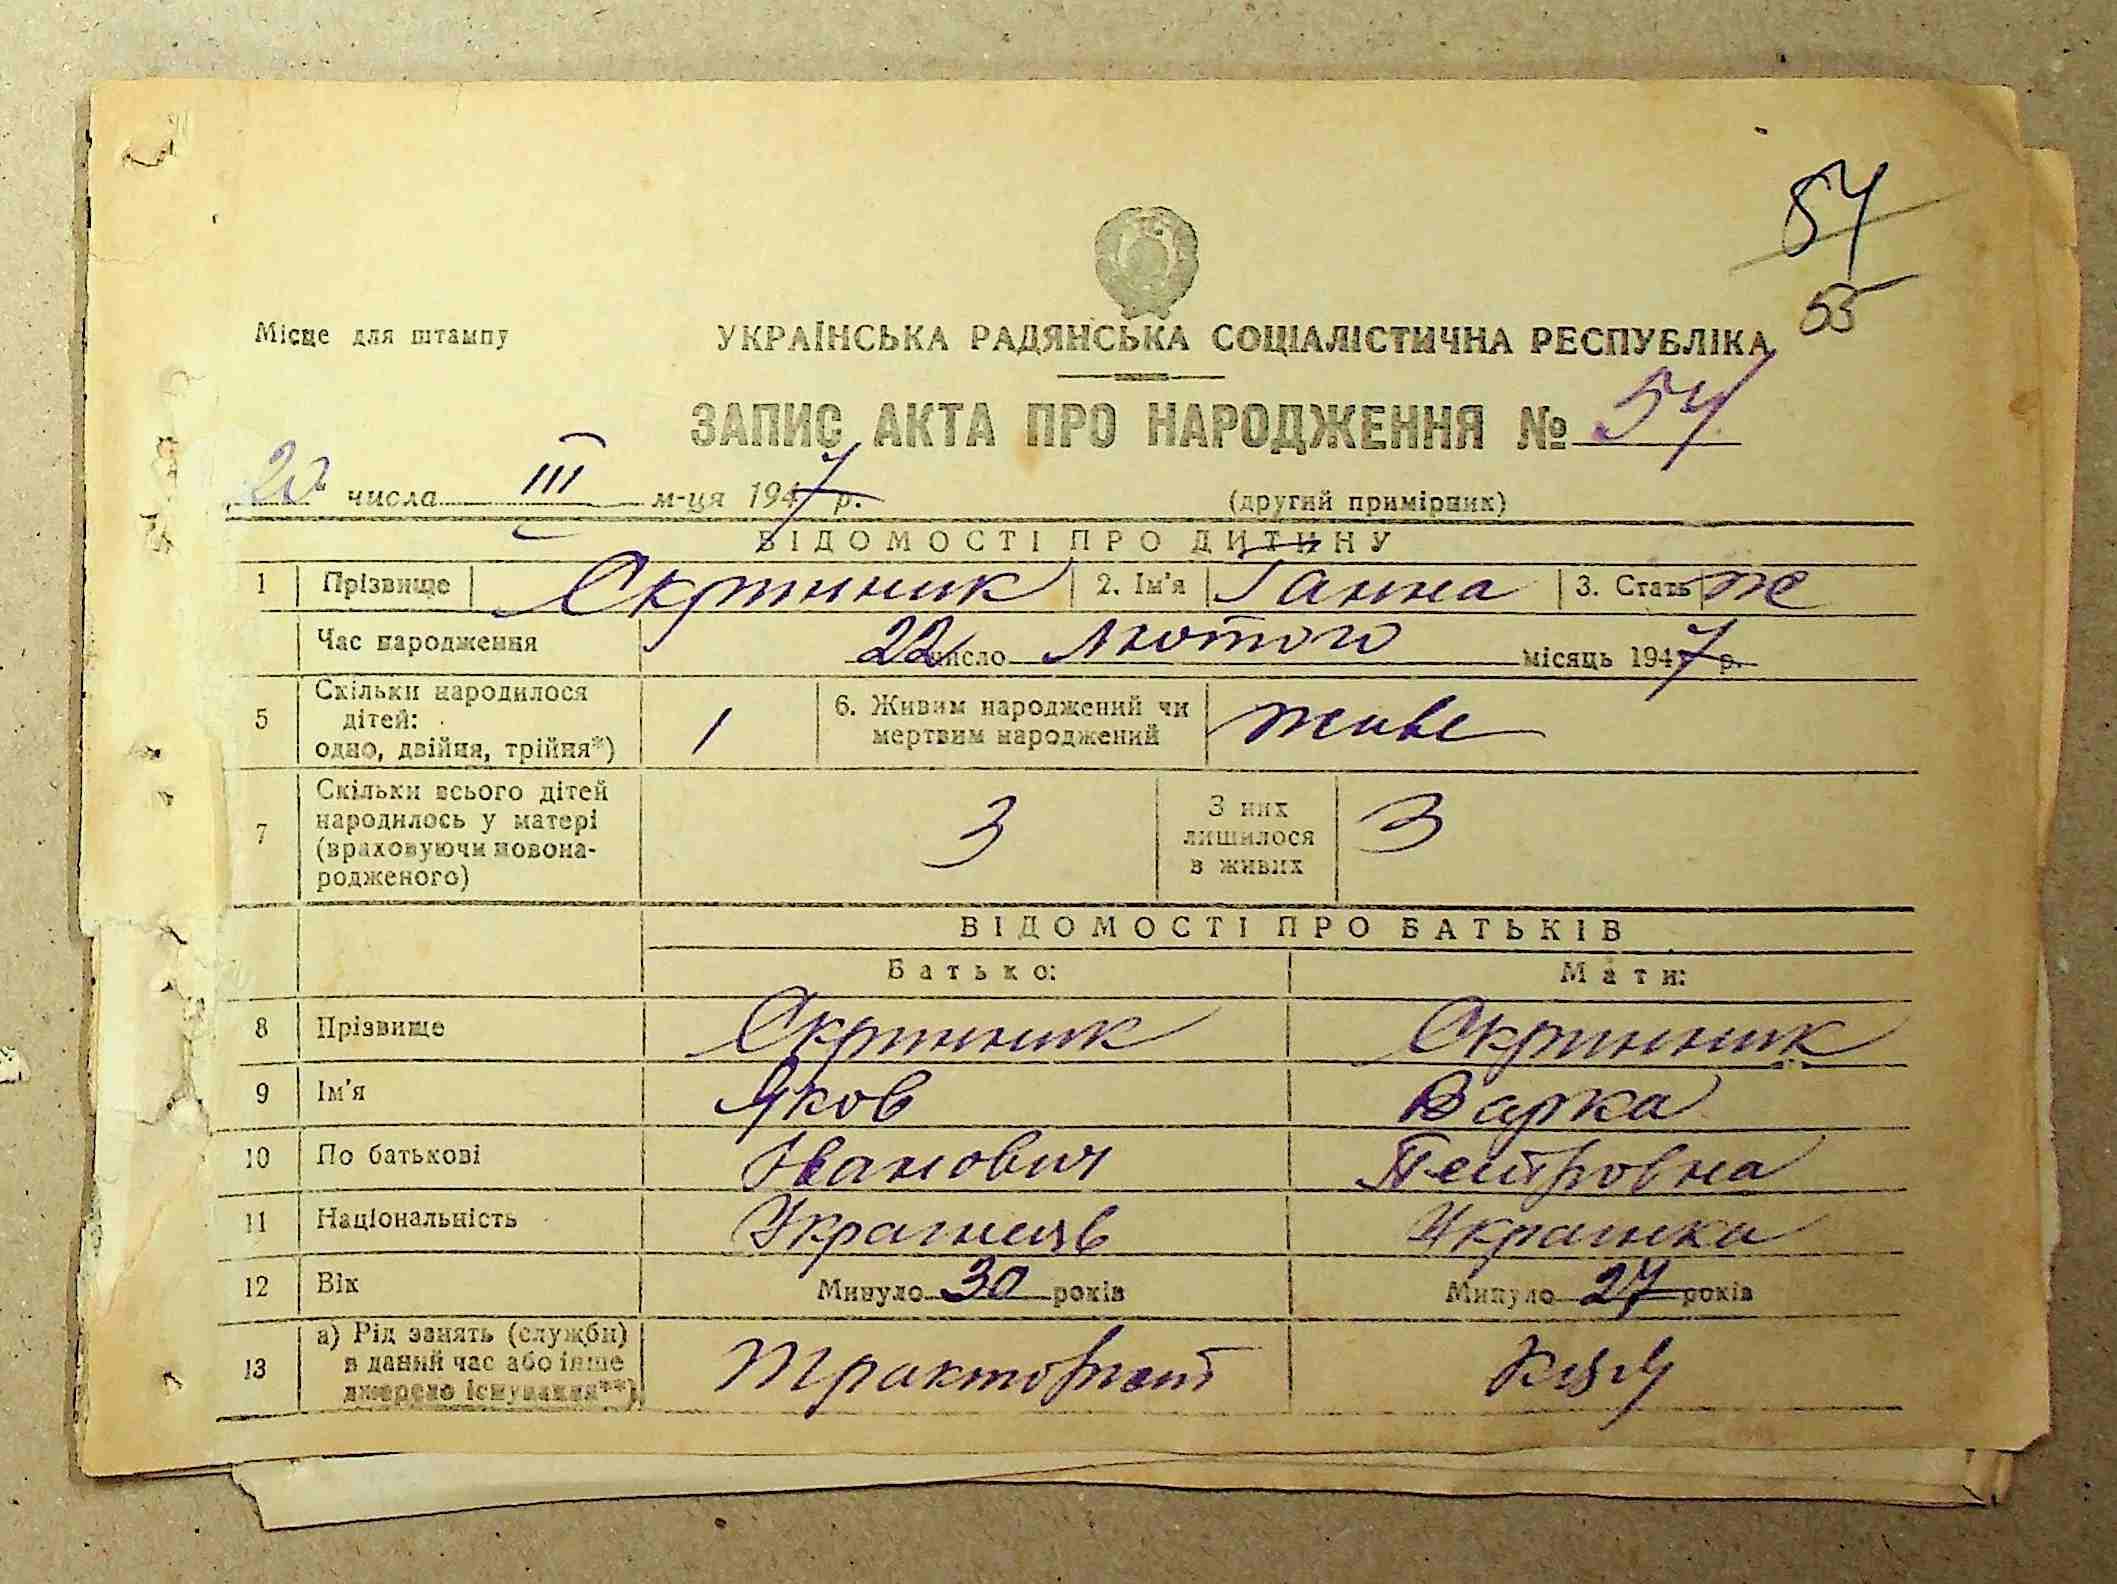 54
55
Місце для штампу
УКРАЇНСЬКА РАДЯНСЬКА СОЦІАЛІСТИЧНА РЕСПУБЛІКА
ЗАПИС АКТА ПРО НАРОДЖЕННЯ № 54
20 числа III м-ця 1947 р. (другий примірник)
ВІДОМОСТІ ПРО ДИТИНУ
1 Прізвище Скринник 2. Ім'я Ганна 3. Стать ж
Час народження 22 число лютого місяць 1947 р.
5 Скільки народилося дітей: одно, двійня, трійня*) 1 6. Живим народжений чи мертвим народжений живе
7 Скільки всього дітей народилось у матері (враховуючи новонародженого) 3 З них лишилося в живих 3
ВІДОМОСТІ ПРО БАТЬКІВ
Батько: Мати:
8 Прізвище Скринник Скринник
9 Ім'я Яков Варка
10 По батькові Іванович Петровна
11 Національність Українець Українка
12 Вік Минуло 30 років Минуло 27 років
13 а) Рід занять (служби) в даний час або інше джерело існування**) Тракторист